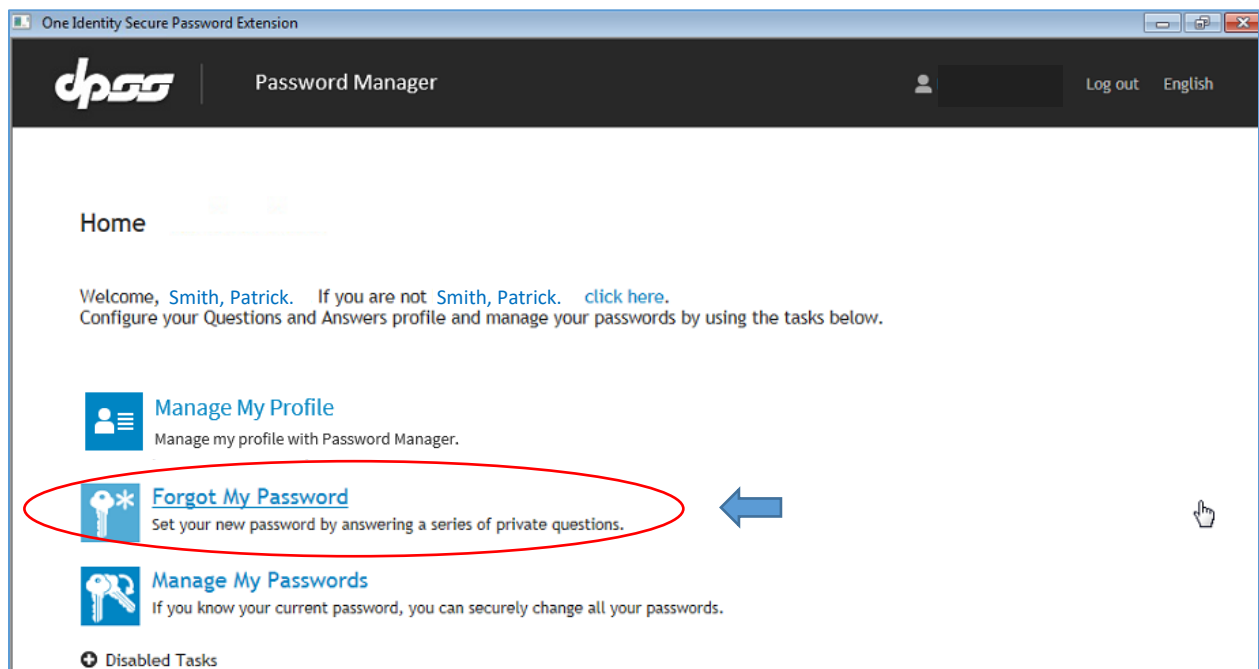 One Identity Secure Password Extension
dpss Password Manager Log out English
Home
Welcome, Smith, Patrick. If you are not Smith, Patrick. click here.
Configure your Questions and Answers profile and manage your passwords by using the tasks below.
Manage My Profile
Manage my profile with Password Manager.
Forgot My Password
Set your new password by answering a series of private questions.
Manage My Passwords
If you know your current password, you can securely change all your passwords.
Disabled Tasks